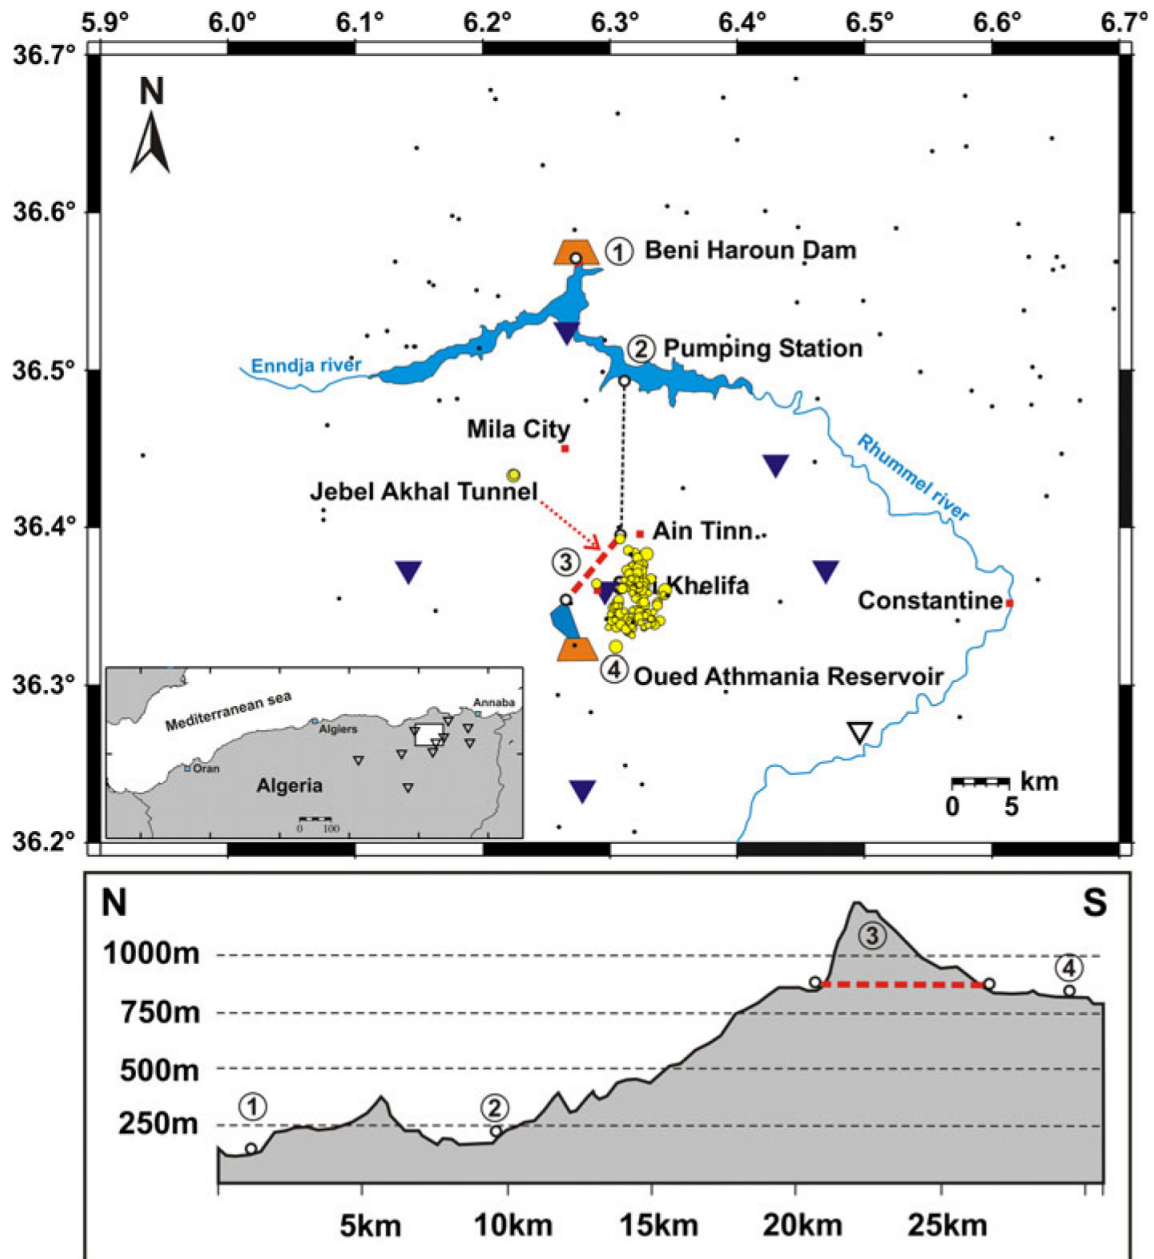 5.9° 6.0° 6.1° 6.2° 6.3° 6.4° 6.5° 6.6° 6.7°
36.7°
N
36.6°
1 Beni Haroun Dam
2 Pumping Station
36.5°
Enndja river
Mila City
Rhummel river
Jebel Akhal Tunnel
36.4°
Ain Tinn
3
Khelifa
Constantine
4 Oued Athmania Reservoir
36.3°
Mediterranean sea
Annaba
Algiers
Oran
Algeria
0 100
km
0 5
36.2°
N S
1000m
3
4
750m
500m
1
2
250m
5km 10km 15km 20km 25km